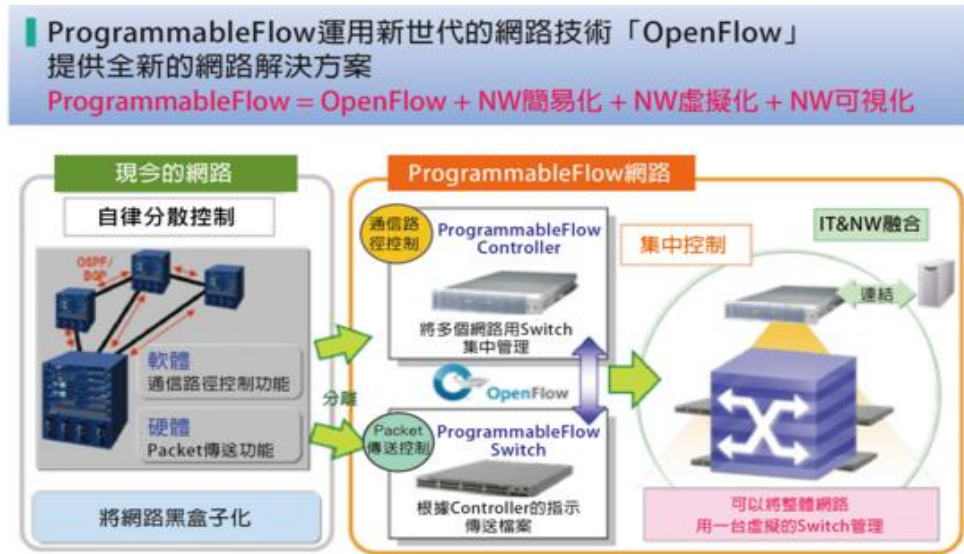 ProgrammableFlow運用新世代的網路技術「OpenFlow」
提供全新的網路解決方案
ProgrammableFlow = OpenFlow + NW簡易化 + NW虛擬化 + NW可視化
現今的網路
自律分散控制
OSPF/
BGP
軟體
通信路徑控制功能
硬體
Packet傳送功能
將網路黑盒子化
分離
ProgrammableFlow網路
通信路
徑控制
ProgrammableFlow
Controller
將多個網路用Switch
集中管理
OpenFlow
Packet
傳送控制
ProgrammableFlow
Switch
根據Controller的指示
傳送檔案
集中控制
IT&NW融合
連結
可以將整體網路
用一台虛擬的Switch管理